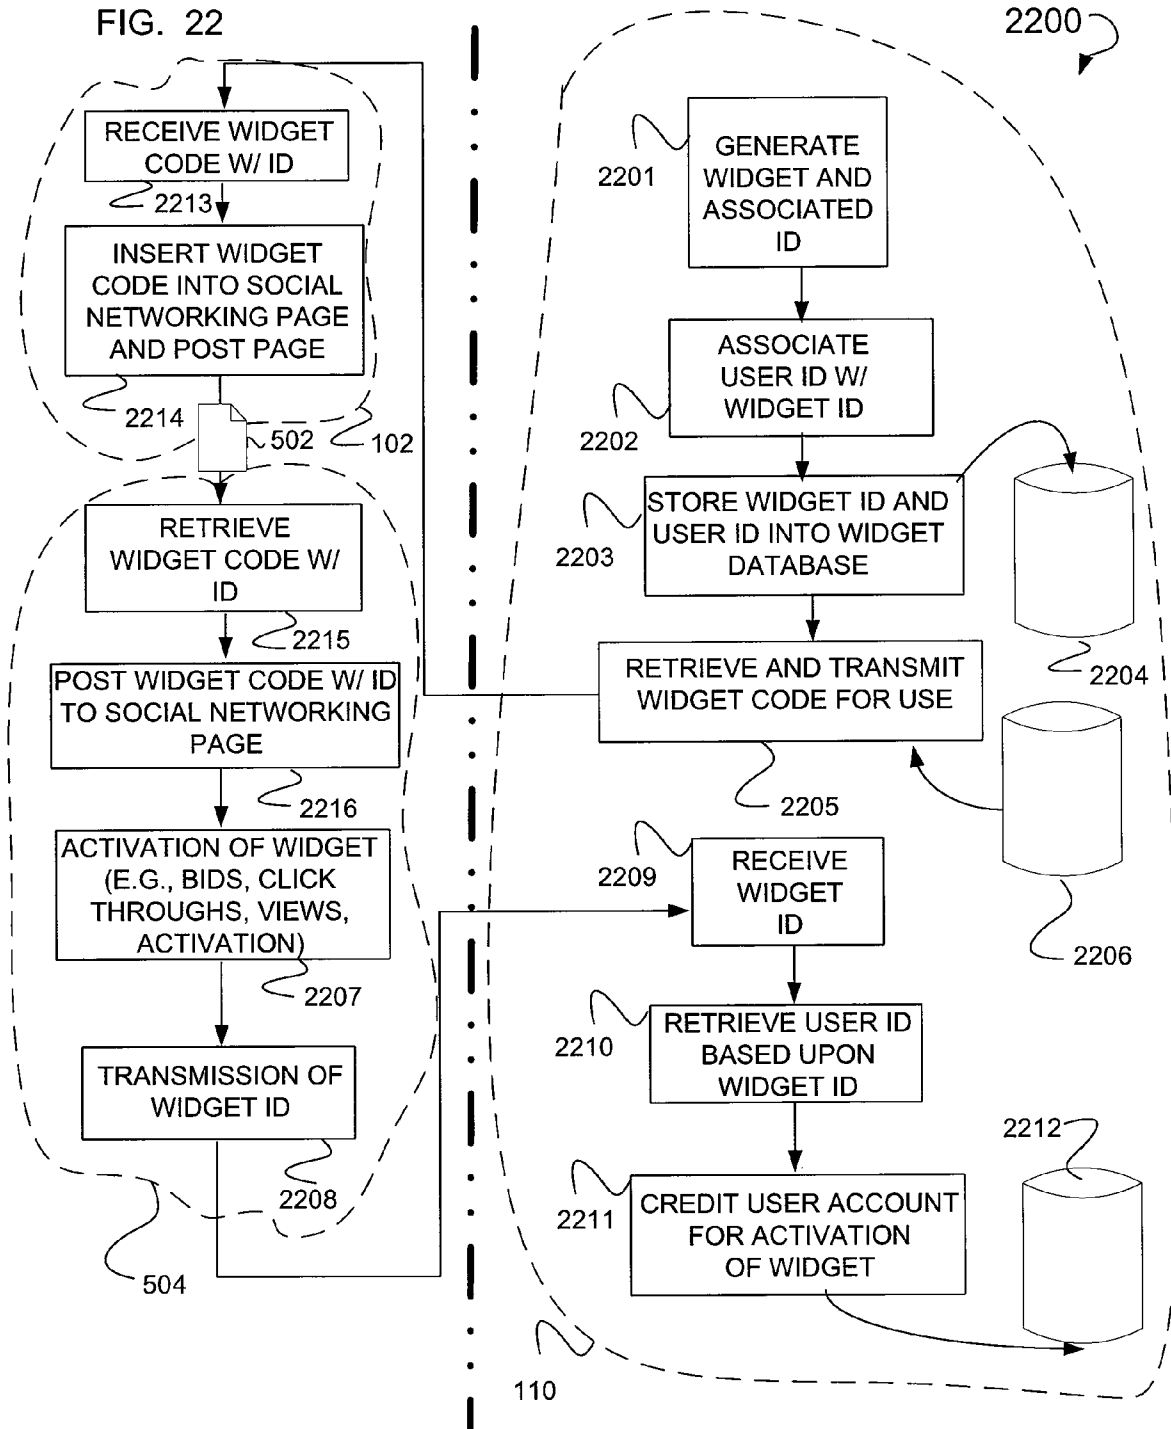 FIG. 22
2200
RECEIVE WIDGET
CODE W/ ID
2213
INSERT WIDGET
CODE INTO SOCIAL
NETWORKING PAGE
AND POST PAGE
2214
502
102
RETRIEVE
WIDGET CODE W/
ID
2215
POST WIDGET CODE W/ ID
TO SOCIAL NETWORKING
PAGE
2216
ACTIVATION OF WIDGET
(E.G., BIDS, CLICK
THROUGHS, VIEWS,
ACTIVATION)
2207
TRANSMISSION OF
WIDGET ID
2208
504
2201
GENERATE
WIDGET AND
ASSOCIATED
ID
ASSOCIATE
USER ID W/
WIDGET ID
2202
STORE WIDGET ID AND
USER ID INTO WIDGET
DATABASE
2203
2204
RETRIEVE AND TRANSMIT
WIDGET CODE FOR USE
2205
2206
2209
RECEIVE
WIDGET
ID
2210
RETRIEVE USER ID
BASED UPON
WIDGET ID
2212
2211
CREDIT USER ACCOUNT
FOR ACTIVATION
OF WIDGET
110